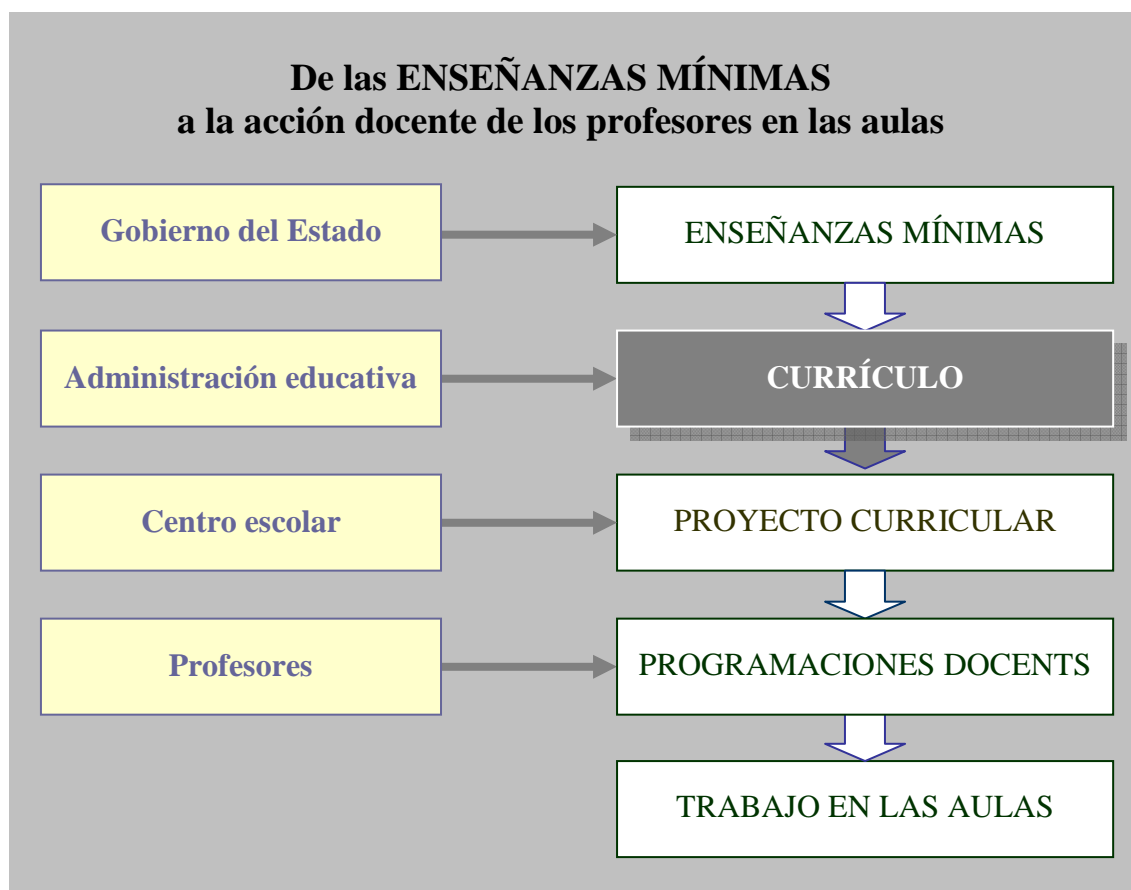 De las ENSEÑANZAS MÍNIMAS
a la acción docente de los profesores en las aulas
Gobierno del Estado
ENSEÑANZAS MÍNIMAS
Administración educativa
CURRÍCULO
Centro escolar
PROYECTO CURRICULAR
Profesores
PROGRAMACIONES DOCENTS
TRABAJO EN LAS AULAS